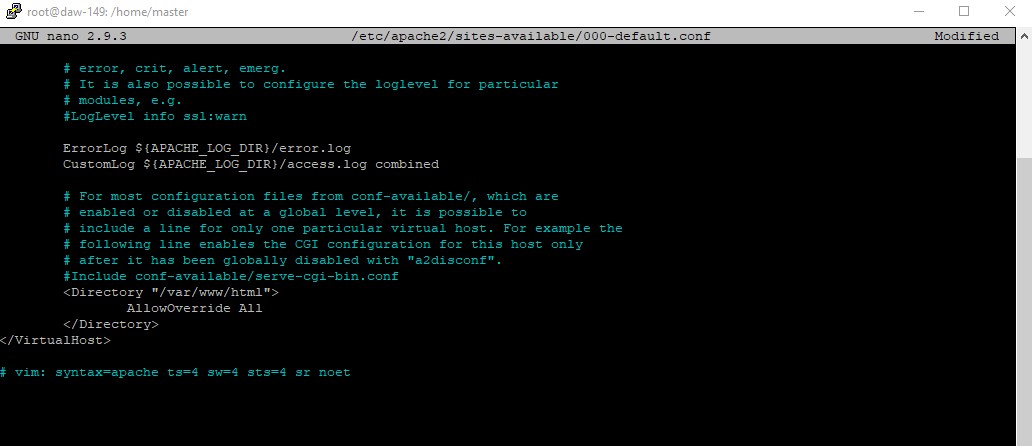 root@daw-149: /home/master
GNU nano 2.9.3 /etc/apache2/sites-available/000-default.conf Modified
# error, crit, alert, emerg.
# It is also possible to configure the loglevel for particular
# modules, e.g.
#LogLevel info ssl:warn
ErrorLog ${APACHE_LOG_DIR}/error.log
CustomLog ${APACHE_LOG_DIR}/access.log combined
# For most configuration files from conf-available/, which are
# enabled or disabled at a global level, it is possible to
# include a line for only one particular virtual host. For example the
# following line enables the CGI configuration for this host only
# after it has been globally disabled with "a2disconf".
#Include conf-available/serve-cgi-bin.conf
<Directory "/var/www/html">
AllowOverride All
</Directory>
</VirtualHost>
# vim: syntax=apache ts=4 sw=4 sts=4 sr noet